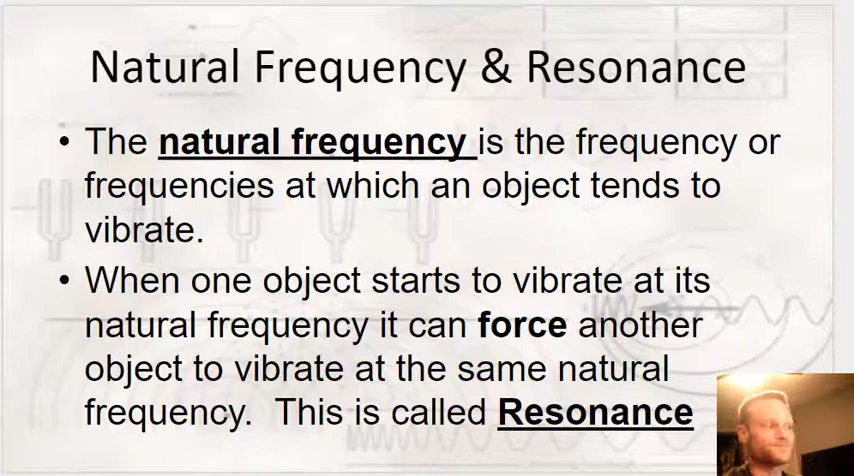 Natural Frequency & Resonance
• The natural frequency is the frequency or
frequencies at which an object tends to
vibrate.
• When one object starts to vibrate at its
natural frequency it can force another
object to vibrate at the same natural
frequency.  This is called Resonance